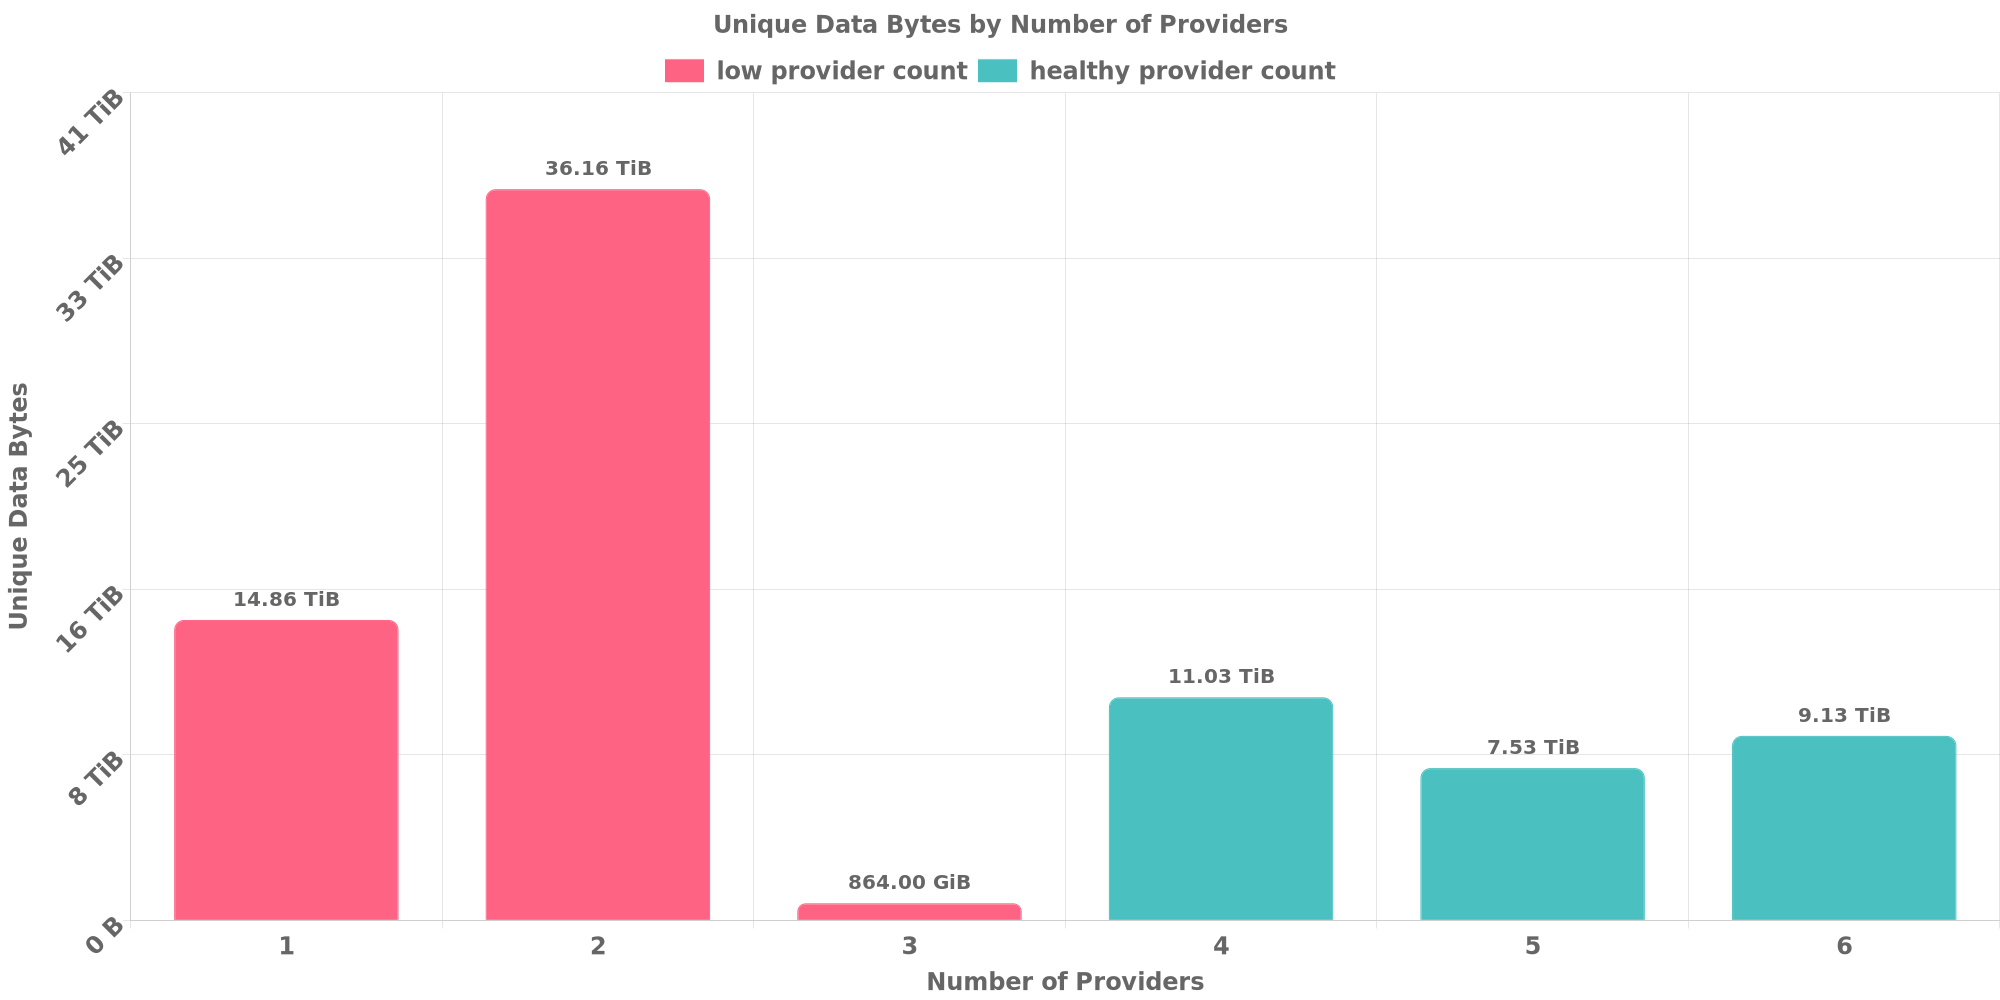 Unique Data Bytes by Number of Providers
low provider count healthy provider count
41 TiB
33 TiB
25 TiB
16 TiB
8 TiB
0 B
Unique Data Bytes
14.86 TiB
36.16 TiB
864.00 GiB
11.03 TiB
7.53 TiB
9.13 TiB
1 2 3 4 5 6
Number of Providers